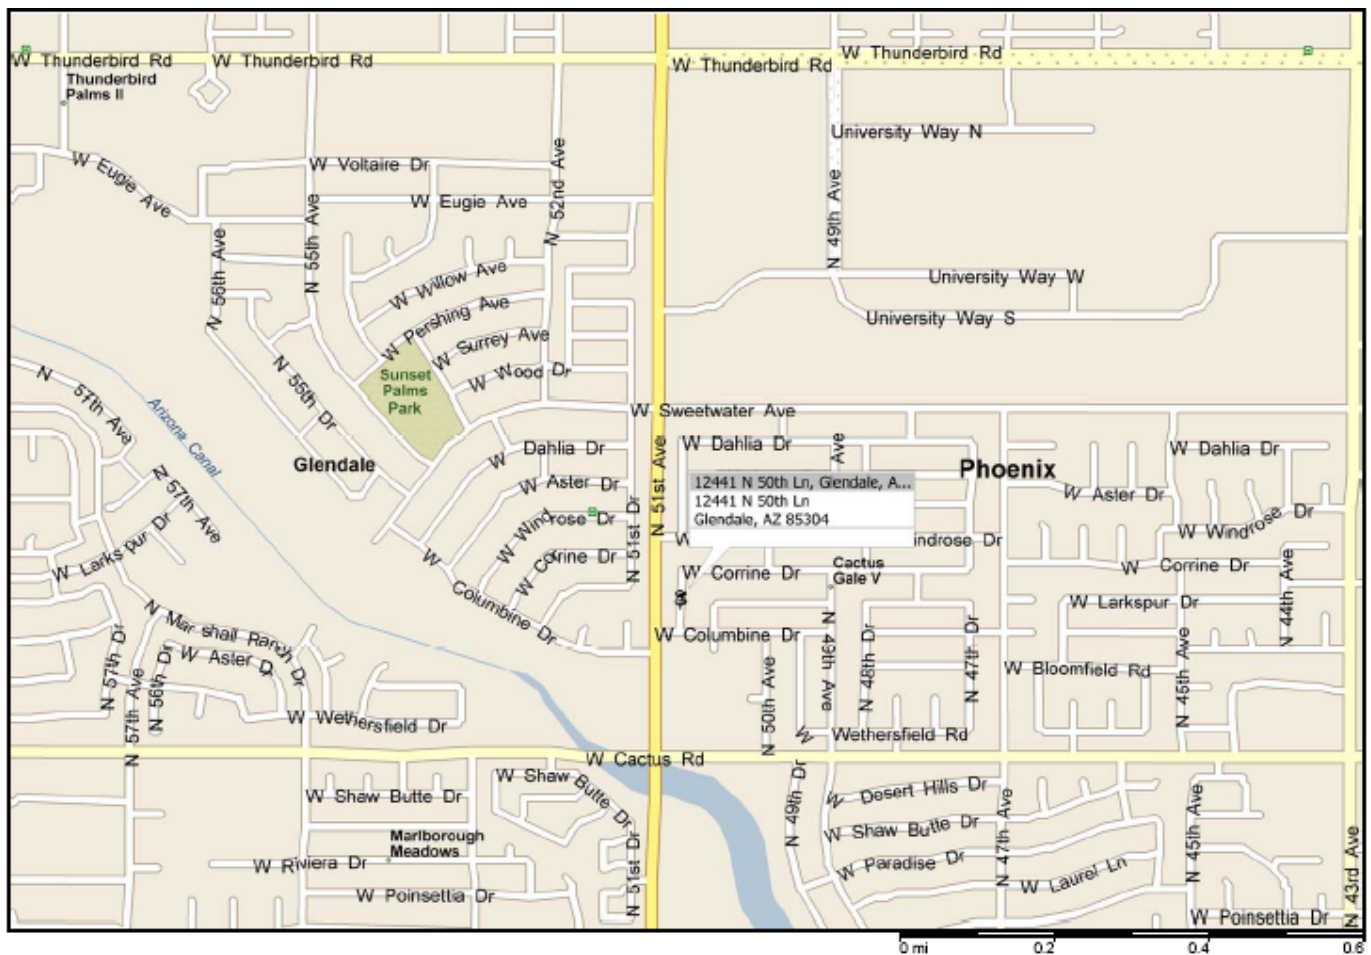 W Thunderbird Rd
W Thunderbird Rd
W Thunderbird Rd
W Thunderbird Rd
Thunderbird
Palms II
University Way N
W Eugie Ave
W Voltaire Dr
N 52nd Ave
W Eugie Ave
N 55th Ave
N 56th Ave
N 49th Ave
W Willow Ave
University Way W
W Pershing Ave
University Way S
W Surrey Ave
W Wood Dr
Sunset
Palms
Park
N 55th Dr
N 57th Ave
Arizona Canal
W Sweetwater Ave
N 51st Ave
W Dahlia Dr
W Dahlia Dr
Ave
W Dahlia Dr
Glendale
Phoenix
N 57th Ave
W Aster Dr
12441 N 50th Ln, Glendale, A...
12441 N 50th Ln
Glendale, AZ 85304
W Aster Dr
W Windrose Dr
N 51st Dr
W
indrose Dr
W Windrose Dr
W Larkspur Dr
W Corrine Dr
W Corrine Dr
Cactus
Gale V
W Corrine Dr
N 44th Ave
W Columbine Dr
W Larkspur Dr
N Marshall Ranch Dr
W Columbine Dr
N 57th Dr
W Aster Dr
N 56th Dr
N 57th Ave
N 50th Ave
N 49th Ave
N 48th Dr
N 47th Dr
W Bloomfield Rd
N 45th Ave
W Wethersfield Dr
W Wethersfield Rd
W Cactus Rd
W Shaw Butte Dr
W Shaw Butte Dr
N 49th Dr
W Desert Hills Dr
N 47th Ave
N 45th Ave
W Shaw Butte Dr
Marlborough
Meadows
W Riviera Dr
W Paradise Dr
N 51st Dr
W Laurel Ln
W Poinsettia Dr
N 43rd Ave
W Poinsettia Dr
0 mi 0.2 0.4 0.6